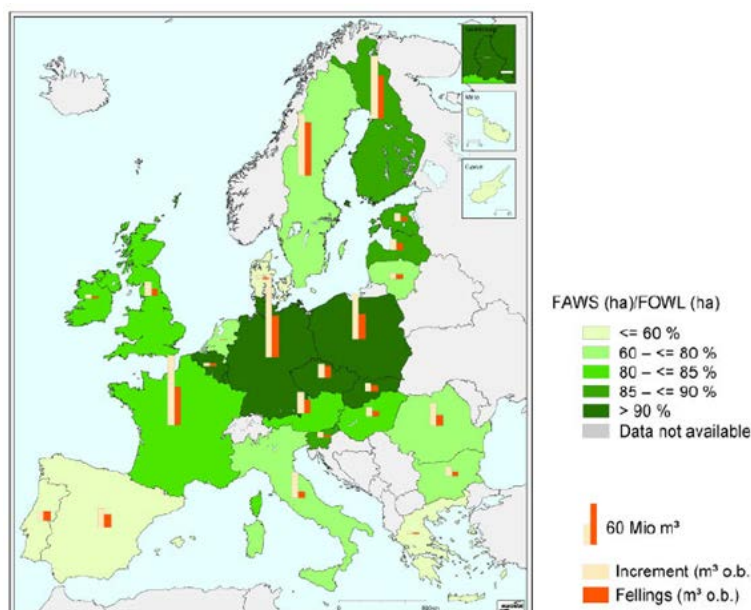 Malta
FAWS (ha)/FOWL (ha)
<= 60 %
60 – <= 80 %
80 – <= 85 %
85 – <= 90 %
> 90 %
Data not available
60 Mio m³
Increment (m³ o.b.)
Fellings (m³ o.b.)